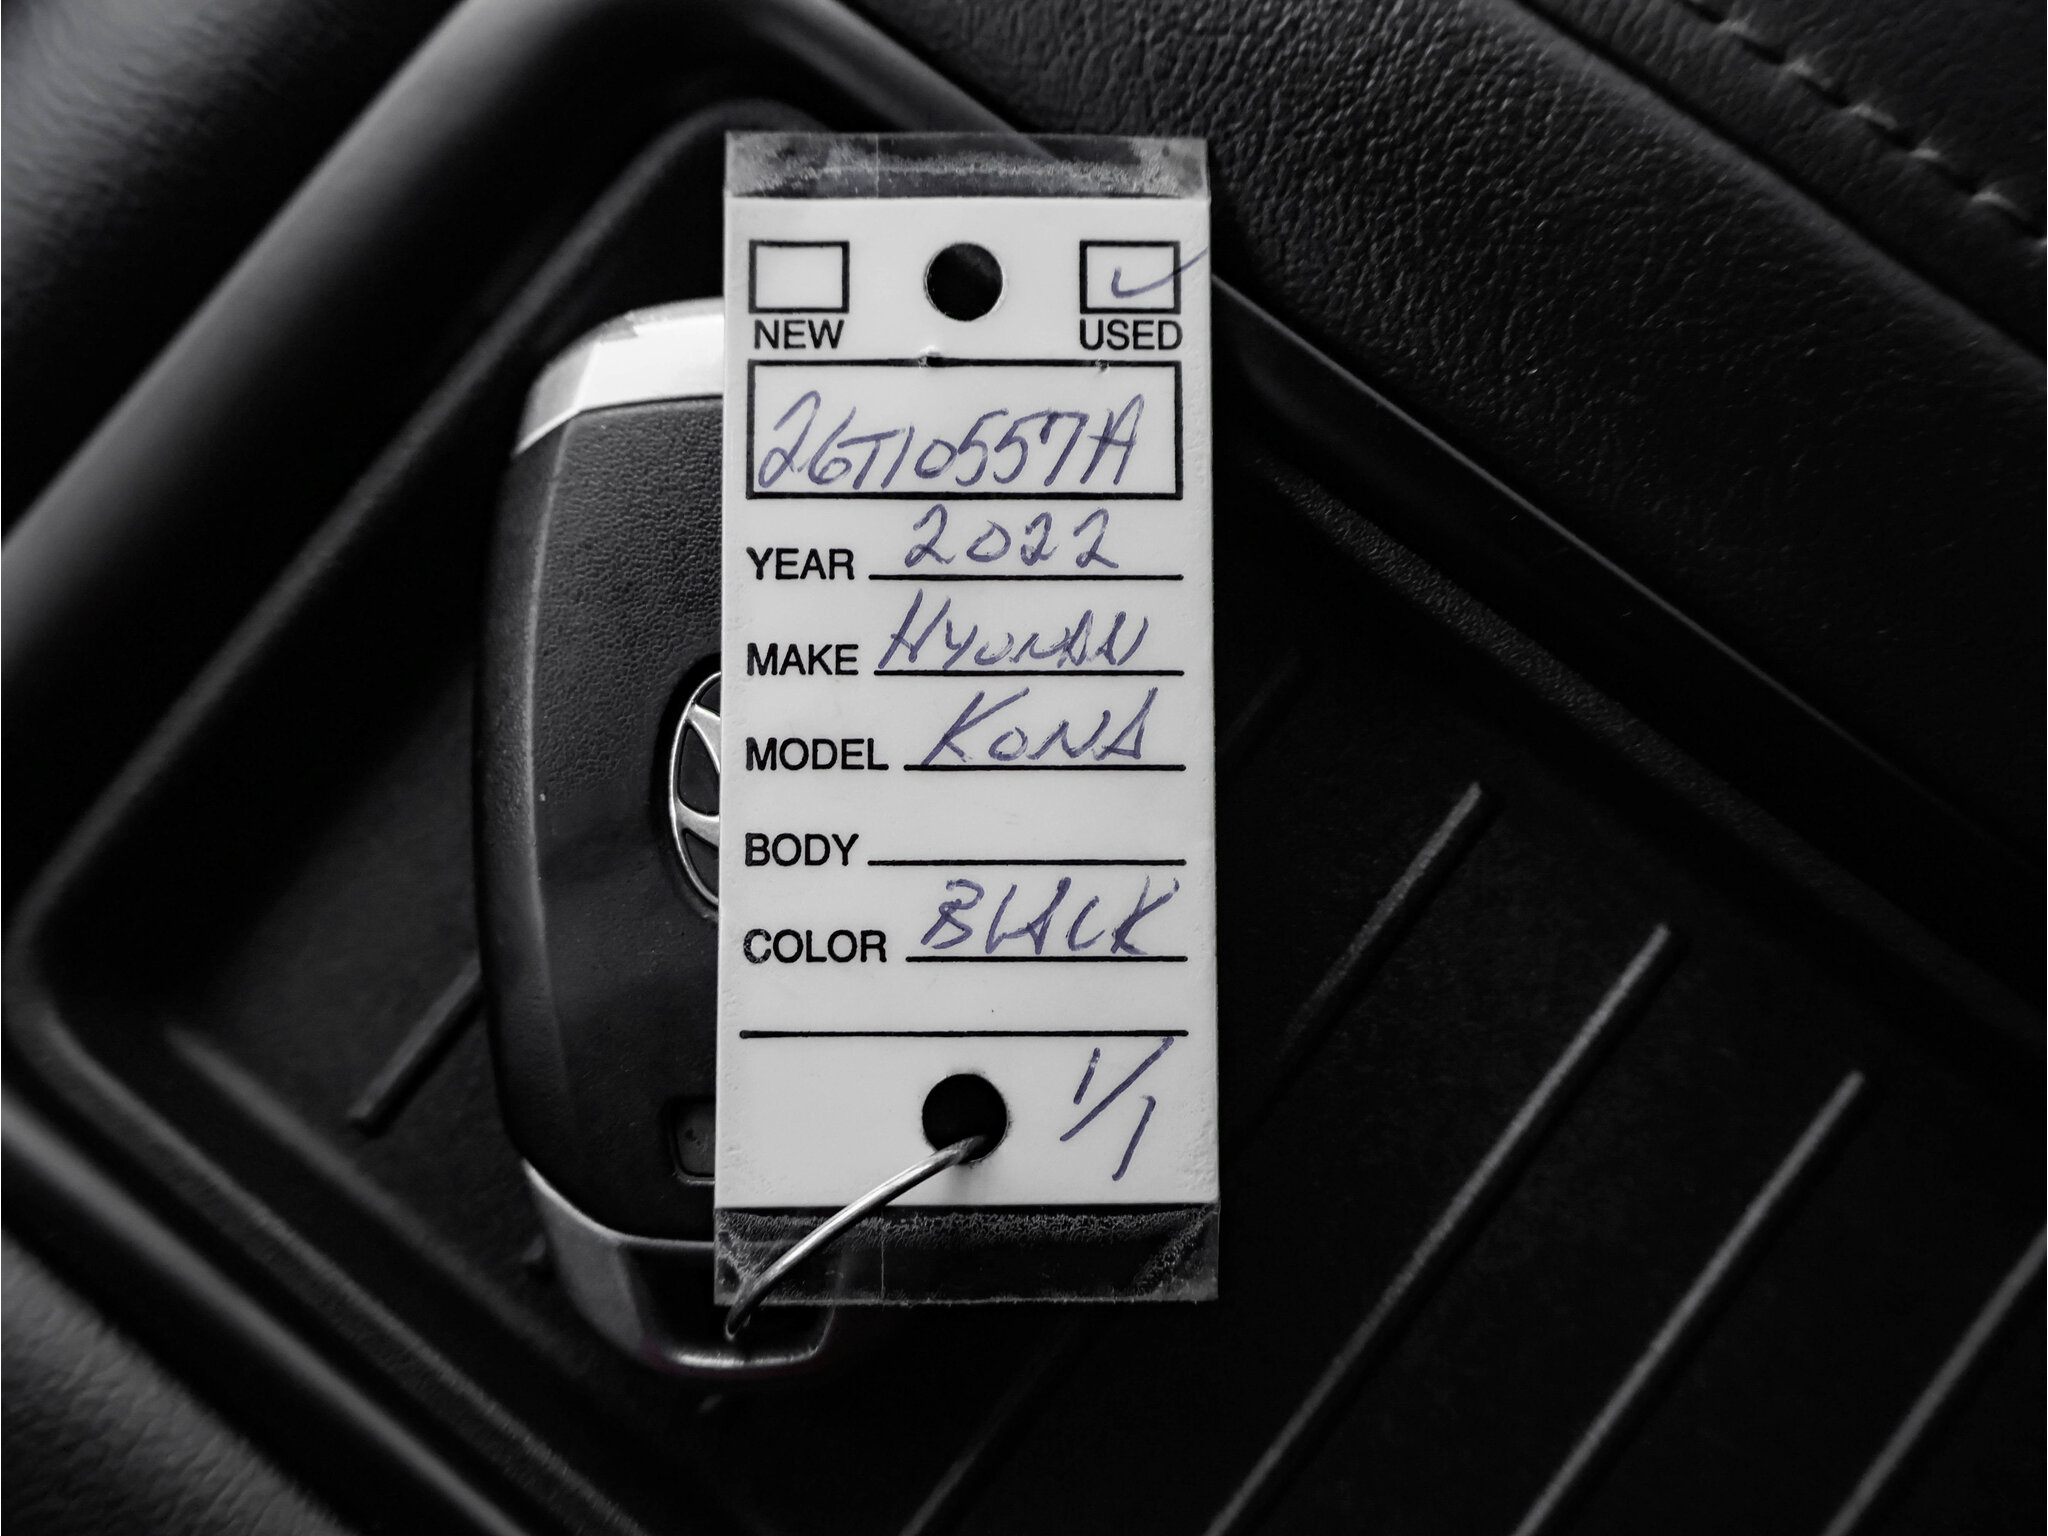 NEW USED
26T10557A
YEAR 2022
MAKE HYUNDAI
MODEL KONA
BODY
COLOR BLACK
1/1